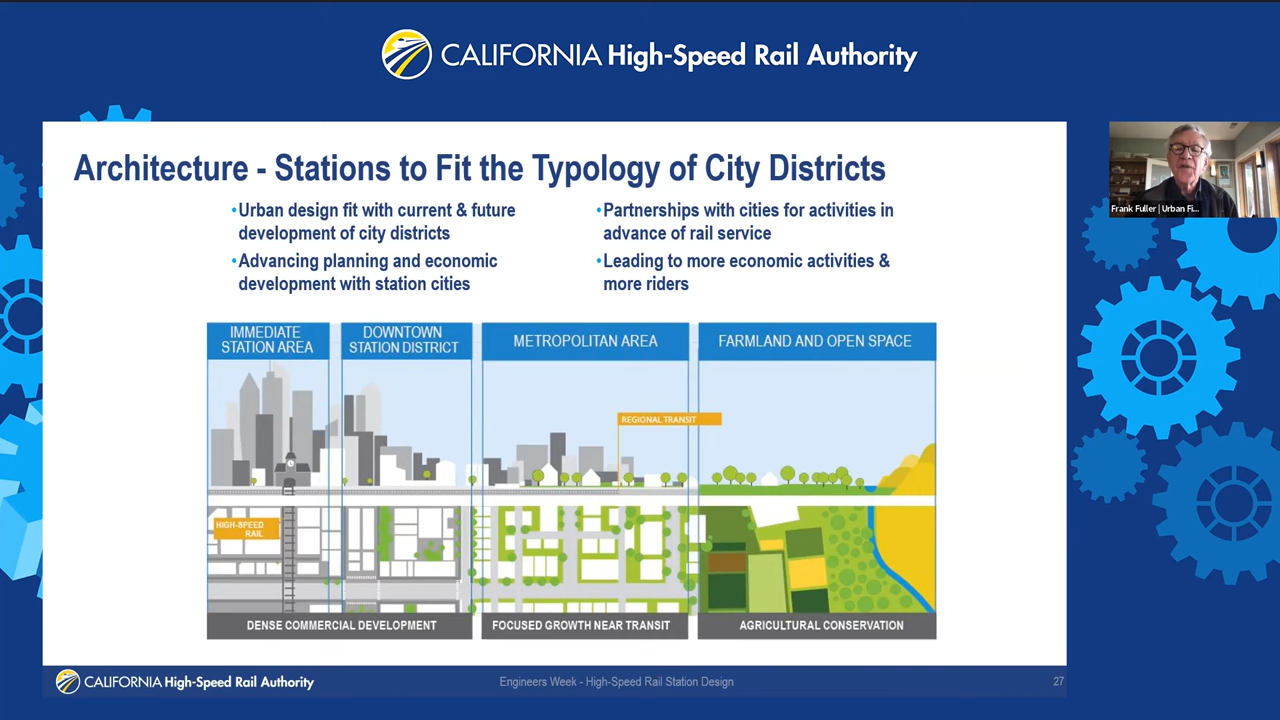 CALIFORNIA High-Speed Rail Authority
Architecture - Stations to Fit the Typology of City Districts
•Urban design fit with current & future
development of city districts
•Advancing planning and economic
development with station cities
•Partnerships with cities for activities in
advance of rail service
•Leading to more economic activities &
more riders
Frank Fuller | Urban Fi...
IMMEDIATE
STATION AREA
DOWNTOWN
STATION DISTRICT
METROPOLITAN AREA
FARMLAND AND OPEN SPACE
REGIONAL TRANSIT
HIGH-SPEED
RAIL
DENSE COMMERCIAL DEVELOPMENT
FOCUSED GROWTH NEAR TRANSIT
AGRICULTURAL CONSERVATION
CALIFORNIA High-Speed Rail Authority
Engineers Week - High-Speed Rail Station Design
27